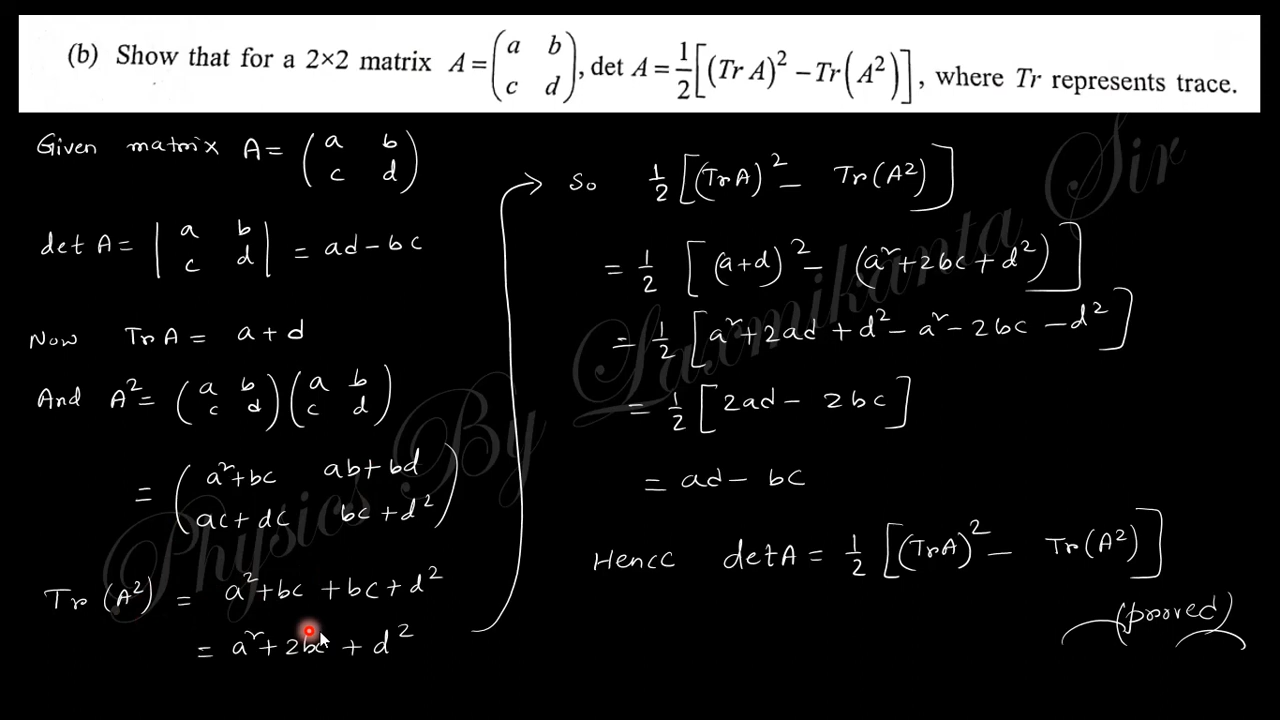 (b) Show that for a 2×2 matrix A = (a b; c d), det A = 1/2[(Tr A)² − Tr(A²)], where Tr represents trace.
Given matrix A = (a b; c d)
det A = |a b; c d| = ad − bc
Now Tr A = a + d
And A² = (a b; c d)(a b; c d)
= (a²+bc ab+bd; ac+dc bc+d²)
Tr (A²) = a²+bc +bc+d²
= a²+2bc + d²
So 1/2 [(TrA)² − Tr(A²)]
= 1/2 [(a+d)² − (a²+2bc+d²)]
= 1/2 [a²+2ad +d² − a² − 2bc − d²]
= 1/2 [2ad − 2bc]
= ad − bc
Hence detA = 1/2 [(TrA)² − Tr(A²)]
(proved)
Physics By Laxmikanta Sir